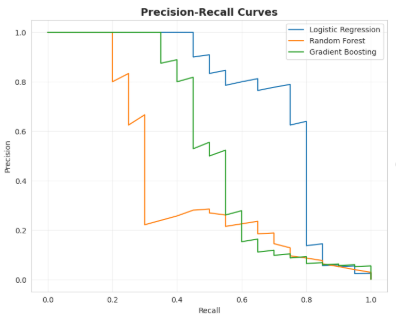 Precision-Recall Curves
Logistic Regression
Random Forest
Gradient Boosting
1.0
0.8
0.6
0.4
0.2
0.0
Precision
0.0 0.2 0.4 0.6 0.8 1.0
Recall